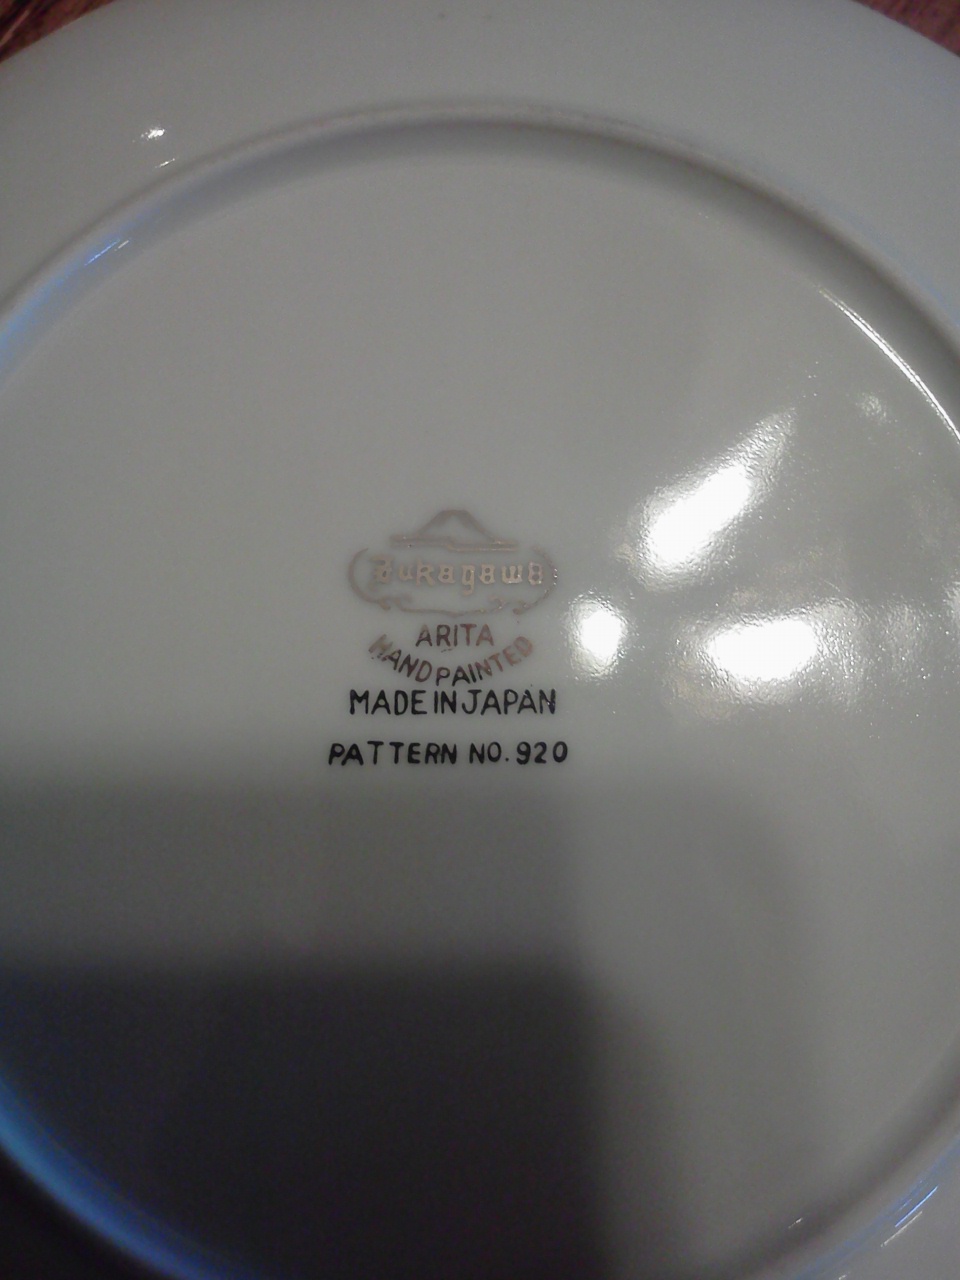 Fukagawa
ARITA
HANDPAINTED
MADE IN JAPAN
PATTERN NO. 920